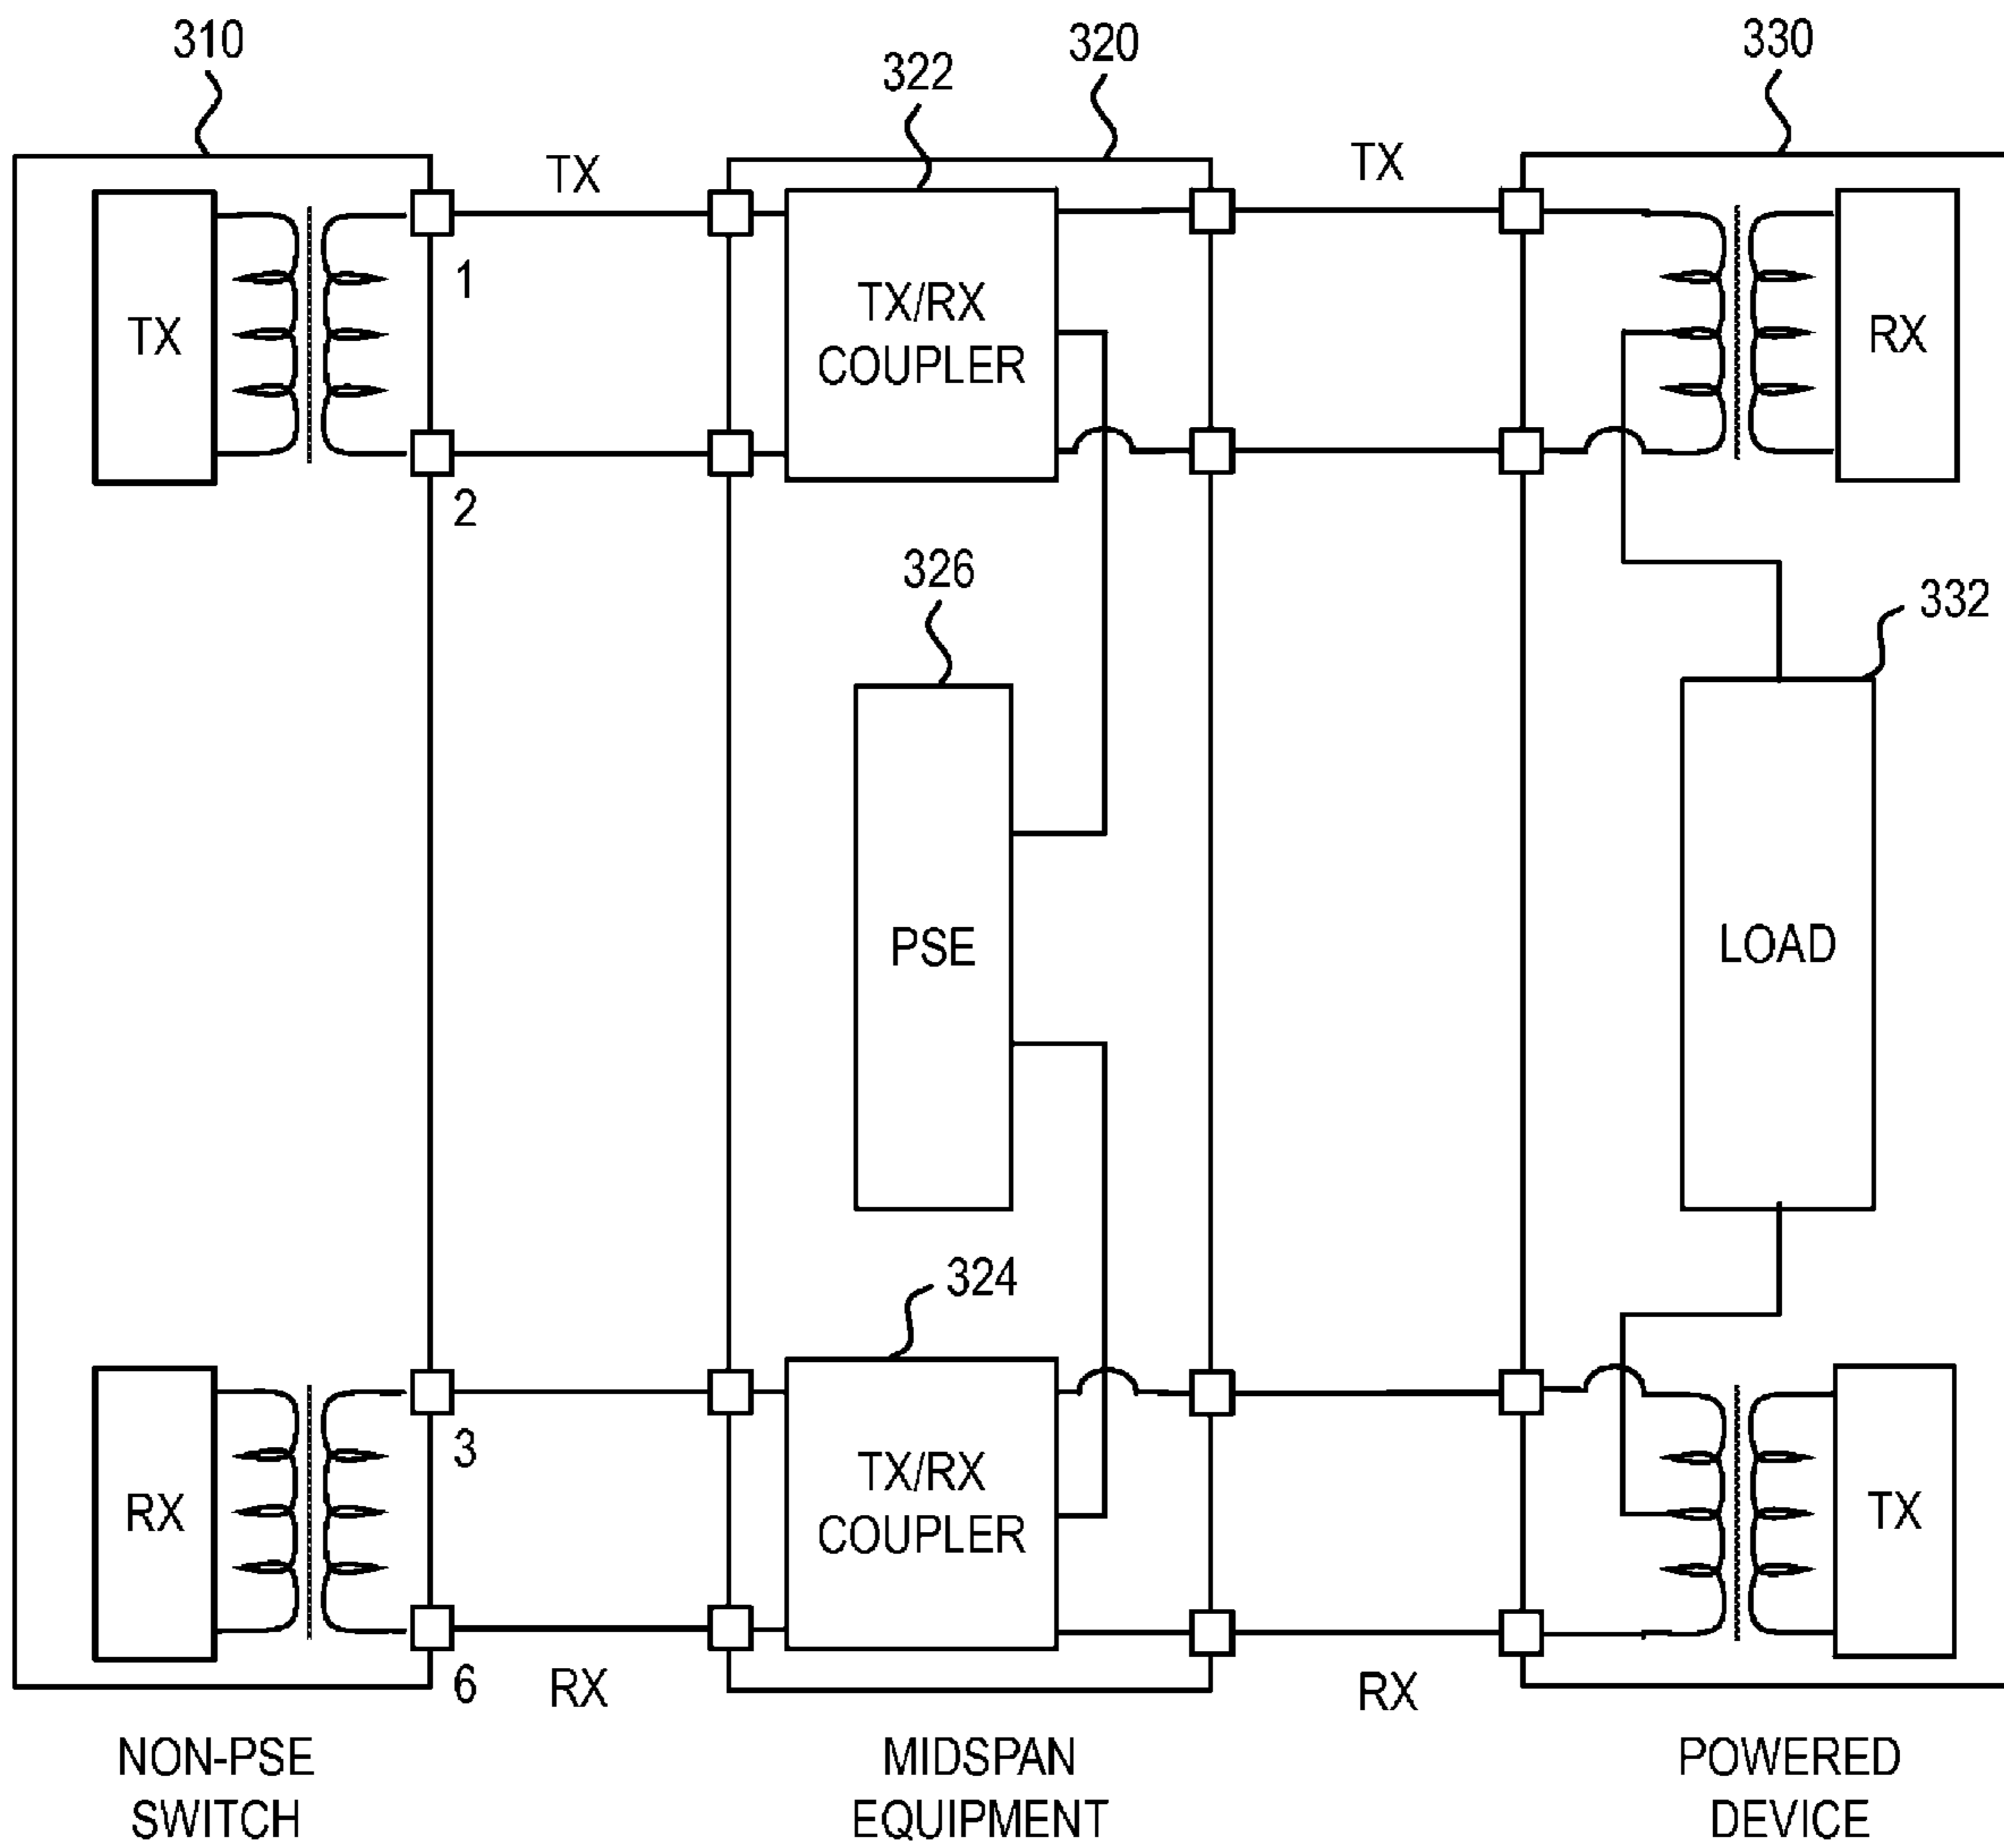 310
322
320
330
TX
TX
1
TX
TX/RX
COUPLER
RX
2
326
332
PSE
LOAD
324
3
RX
TX/RX
COUPLER
TX
6
RX
RX
NON-PSE
SWITCH
MIDSPAN
EQUIPMENT
POWERED
DEVICE